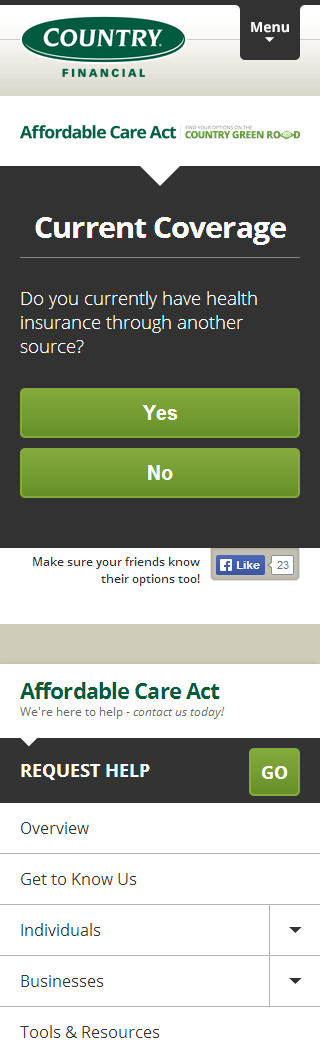 COUNTRY
FINANCIAL
Menu
Affordable Care Act
FIND YOUR OPTIONS ON THE
COUNTRY GREEN ROAD
Current Coverage
Do you currently have health
insurance through another
source?
Yes
No
Make sure your friends know
their options too!
Like
23
Affordable Care Act
We're here to help - contact us today!
REQUEST HELP
GO
Overview
Get to Know Us
Individuals
Businesses
Tools & Resources